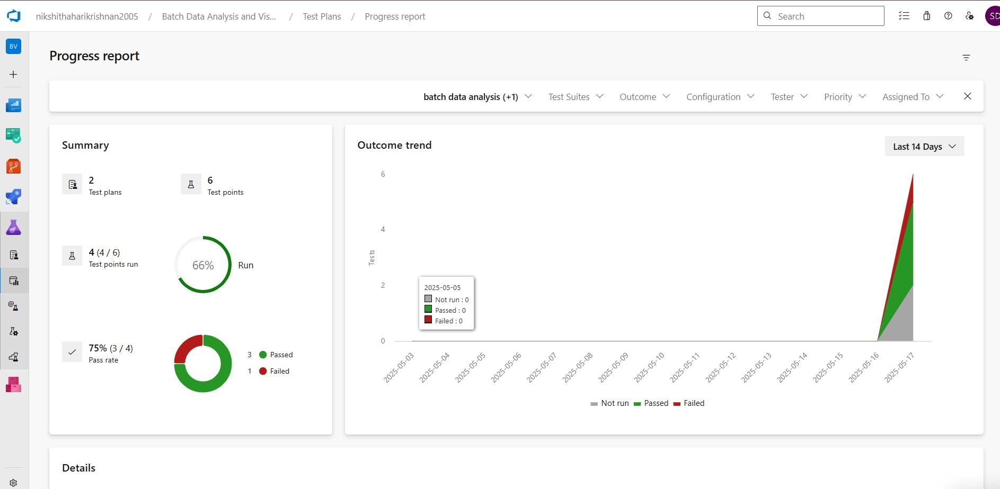 nikshithaharikrishnan2005 / Batch Data Analysis and Vis... / Test Plans / Progress report
Search
SD
BV
Progress report
batch data analysis (+1) Test Suites Outcome Configuration Tester Priority Assigned To
Summary
2
Test plans
6
Test points
4 (4 / 6)
Test points run
66%
Run
75% (3 / 4)
Pass rate
3 Passed
1 Failed
Outcome trend
Last 14 Days
6
4
2
0
Tests
2025-05-05
Not run : 0
Passed : 0
Failed : 0
2025-05-03 2025-05-04 2025-05-05 2025-05-06 2025-05-07 2025-05-08 2025-05-09 2025-05-10 2025-05-11 2025-05-12 2025-05-13 2025-05-14 2025-05-15 2025-05-16 2025-05-17
Not run Passed Failed
Details